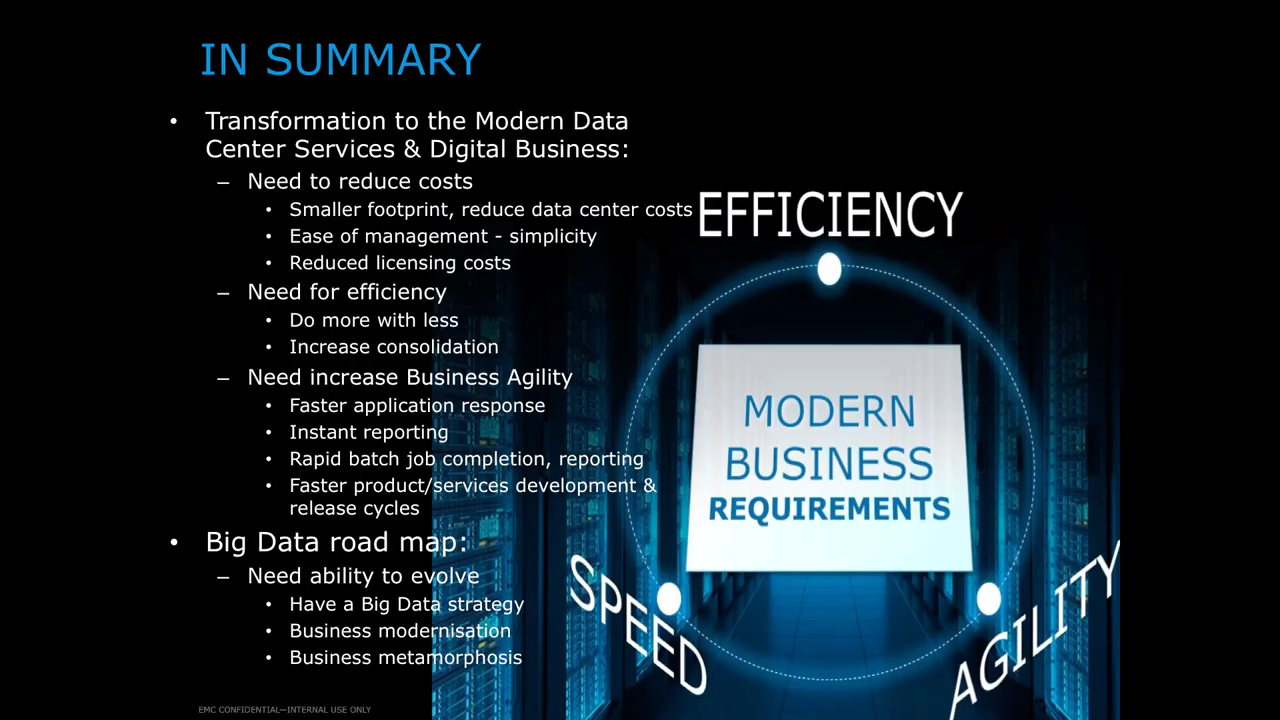 IN SUMMARY
• Transformation to the Modern Data
Center Services & Digital Business:
– Need to reduce costs
• Smaller footprint, reduce data center costs
• Ease of management - simplicity
• Reduced licensing costs
– Need for efficiency
• Do more with less
• Increase consolidation
– Need increase Business Agility
• Faster application response
• Instant reporting
• Rapid batch job completion, reporting
• Faster product/services development &
release cycles
• Big Data road map:
– Need ability to evolve
• Have a Big Data strategy
• Business modernisation
• Business metamorphosis
EFFICIENCY
MODERN
BUSINESS
REQUIREMENTS
SPEED
AGILITY
EMC CONFIDENTIAL—INTERNAL USE ONLY